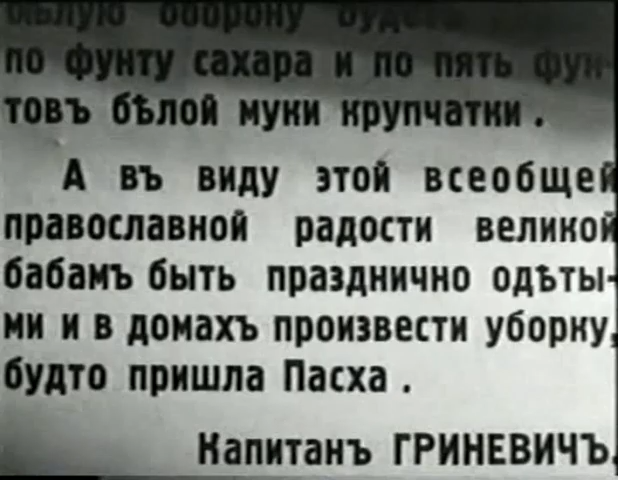 по фунту сахара и по пять фун-
товъ бѣлой муки крупчатки.
А въ виду этой всеобщей
православной радости великой
бабамъ быть празднично одѣты-
ми и в домахъ произвести уборку,
будто пришла Пасха.
Капитанъ ГРИНЕВИЧЪ.